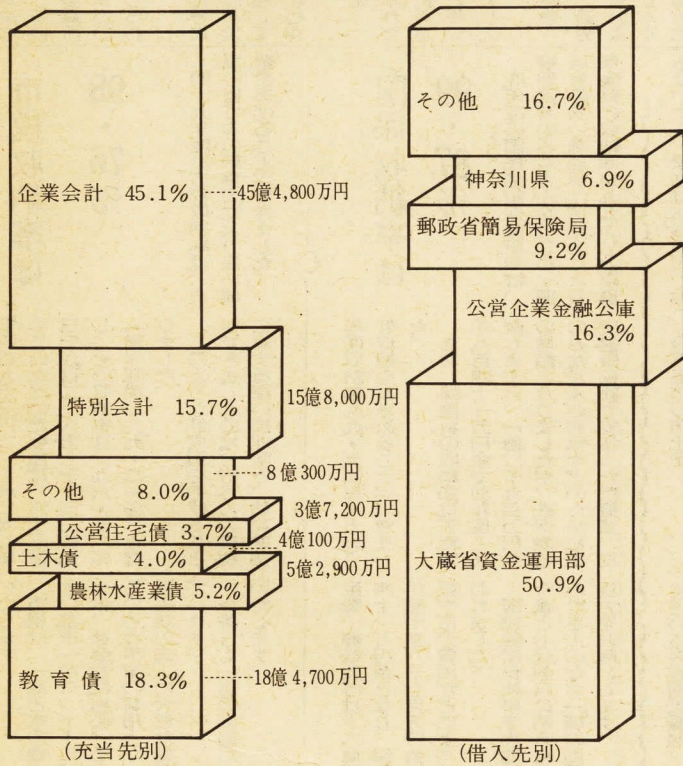 企業会計 45.1%
45億4,800万円
特別会計 15.7%
15億8,000万円
その他 8.0%
8億300万円
公営住宅債 3.7%
3億7,200万円
土木債 4.0%
4億100万円
農林水産業債 5.2%
5億2,900万円
教育債 18.3%
18億4,700万円
(充当先別)
その他 16.7%
神奈川県 6.9%
郵政省簡易保険局
9.2%
公営企業金融公庫
16.3%
大蔵省資金運用部
50.9%
(借入先別)